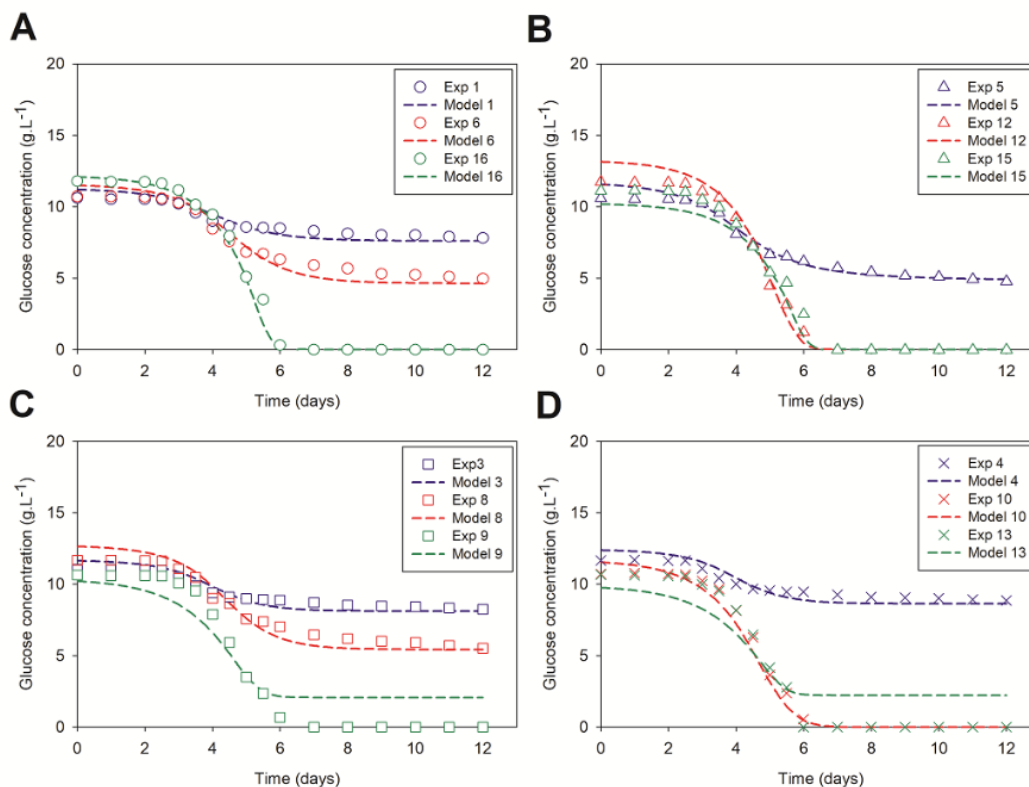 A
Glucose concentration (g.L⁻¹)
20
15
10
5
0
Exp 1
Model 1
Exp 6
Model 6
Exp 16
Model 16
0 2 4 6 8 10 12
Time (days)
B
Glucose concentration (g.L⁻¹)
20
15
10
5
0
Exp 5
Model 5
Exp 12
Model 12
Exp 15
Model 15
0 2 4 6 8 10 12
Time (days)
C
Glucose concentration (g.L⁻¹)
20
15
10
5
0
Exp3
Model 3
Exp 8
Model 8
Exp 9
Model 9
0 2 4 6 8 10 12
Time (days)
D
Glucose concentration (g.L⁻¹)
20
15
10
5
0
Exp 4
Model 4
Exp 10
Model 10
Exp 13
Model 13
0 2 4 6 8 10 12
Time (days)